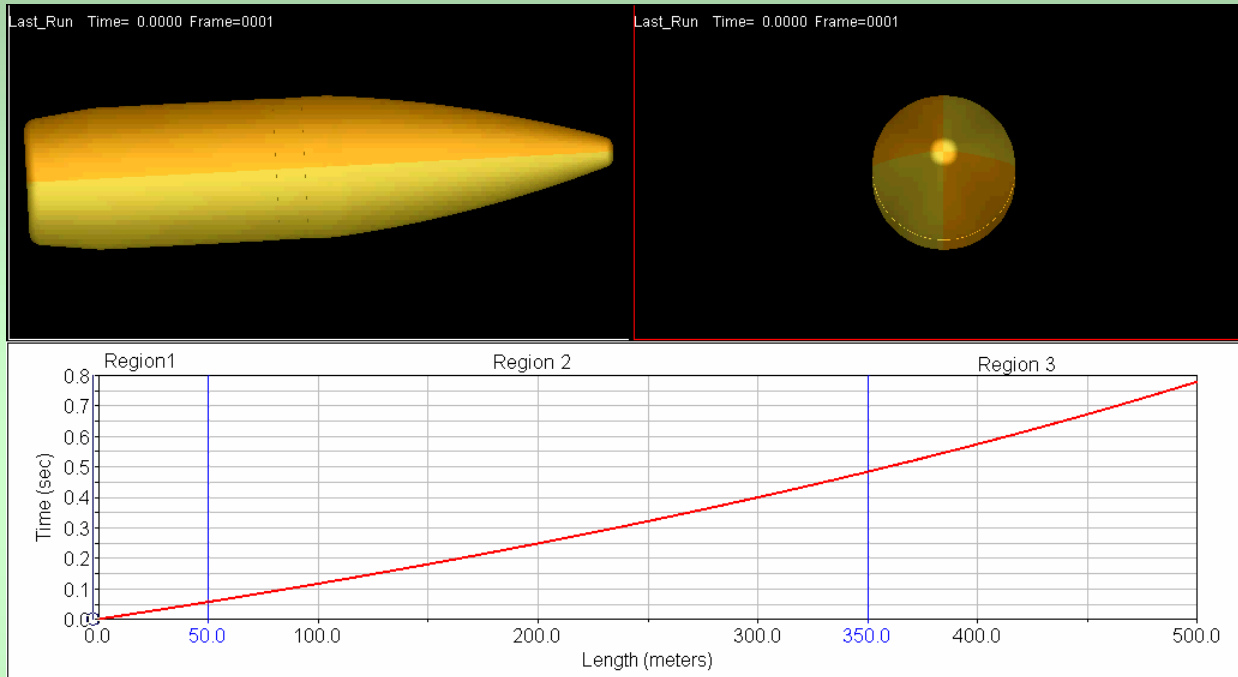 Last_Run Time= 0.0000 Frame=0001
Last_Run Time= 0.0000 Frame=0001
Region1
Region 2
Region 3
0.8
0.7
0.6
0.5
0.4
0.3
0.2
0.1
0.0
Time (sec)
0.0 50.0 100.0 200.0 300.0 350.0 400.0 500.0
Length (meters)